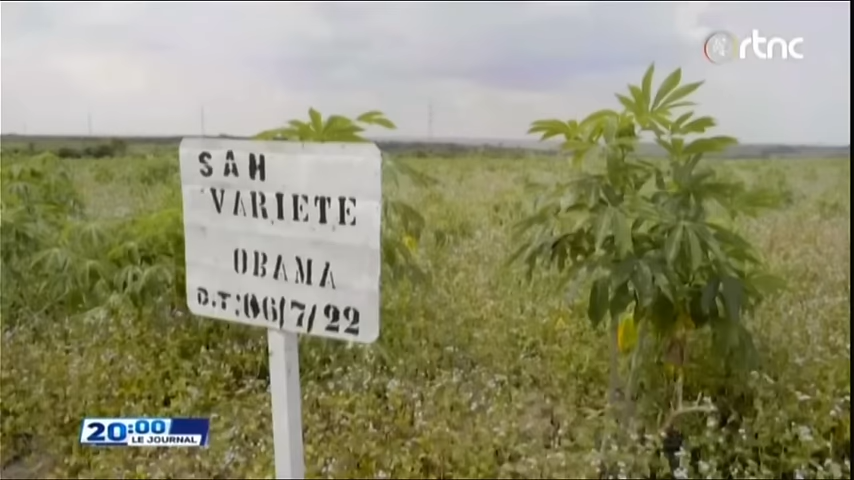 rtnc
SAH
VARIETE
OBAMA
D.T:06/7/22
20:00
LE JOURNAL